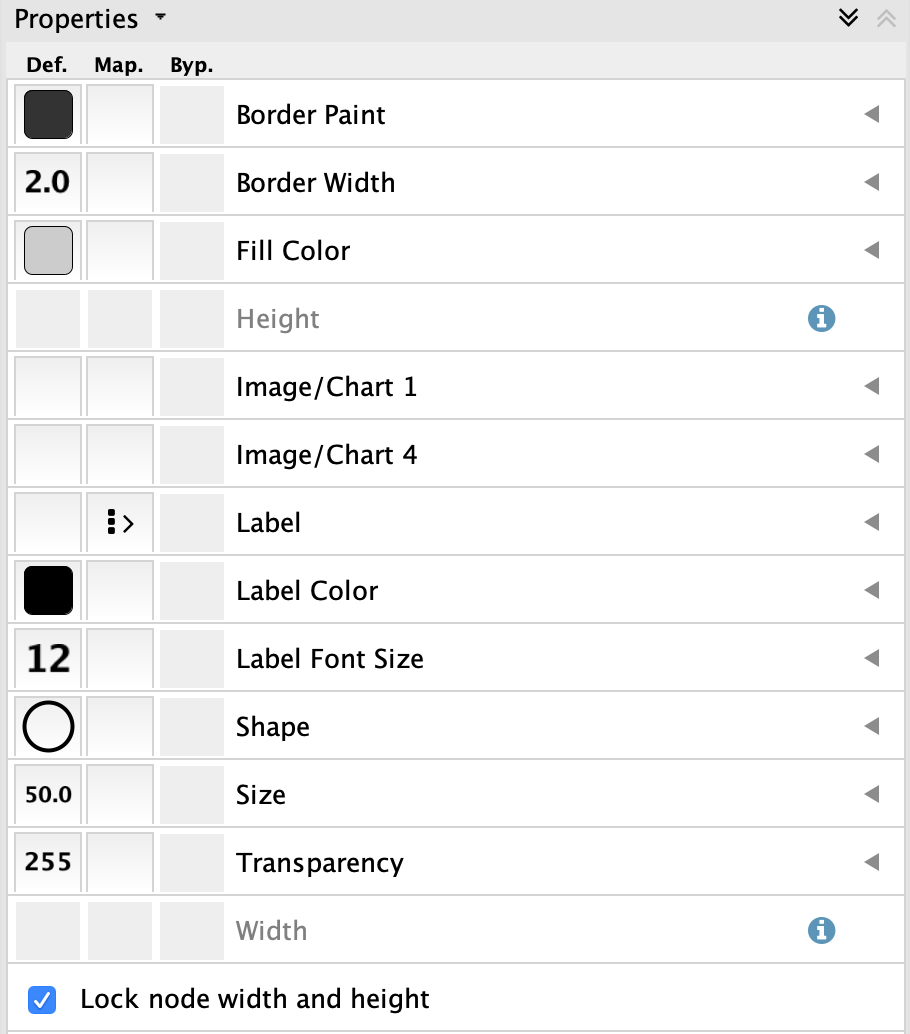 Properties
Def. Map. Byp.
Border Paint
2.0 Border Width
Fill Color
Height
Image/Chart 1
Image/Chart 4
Label
Label Color
12 Label Font Size
Shape
50.0 Size
255 Transparency
Width
Lock node width and height